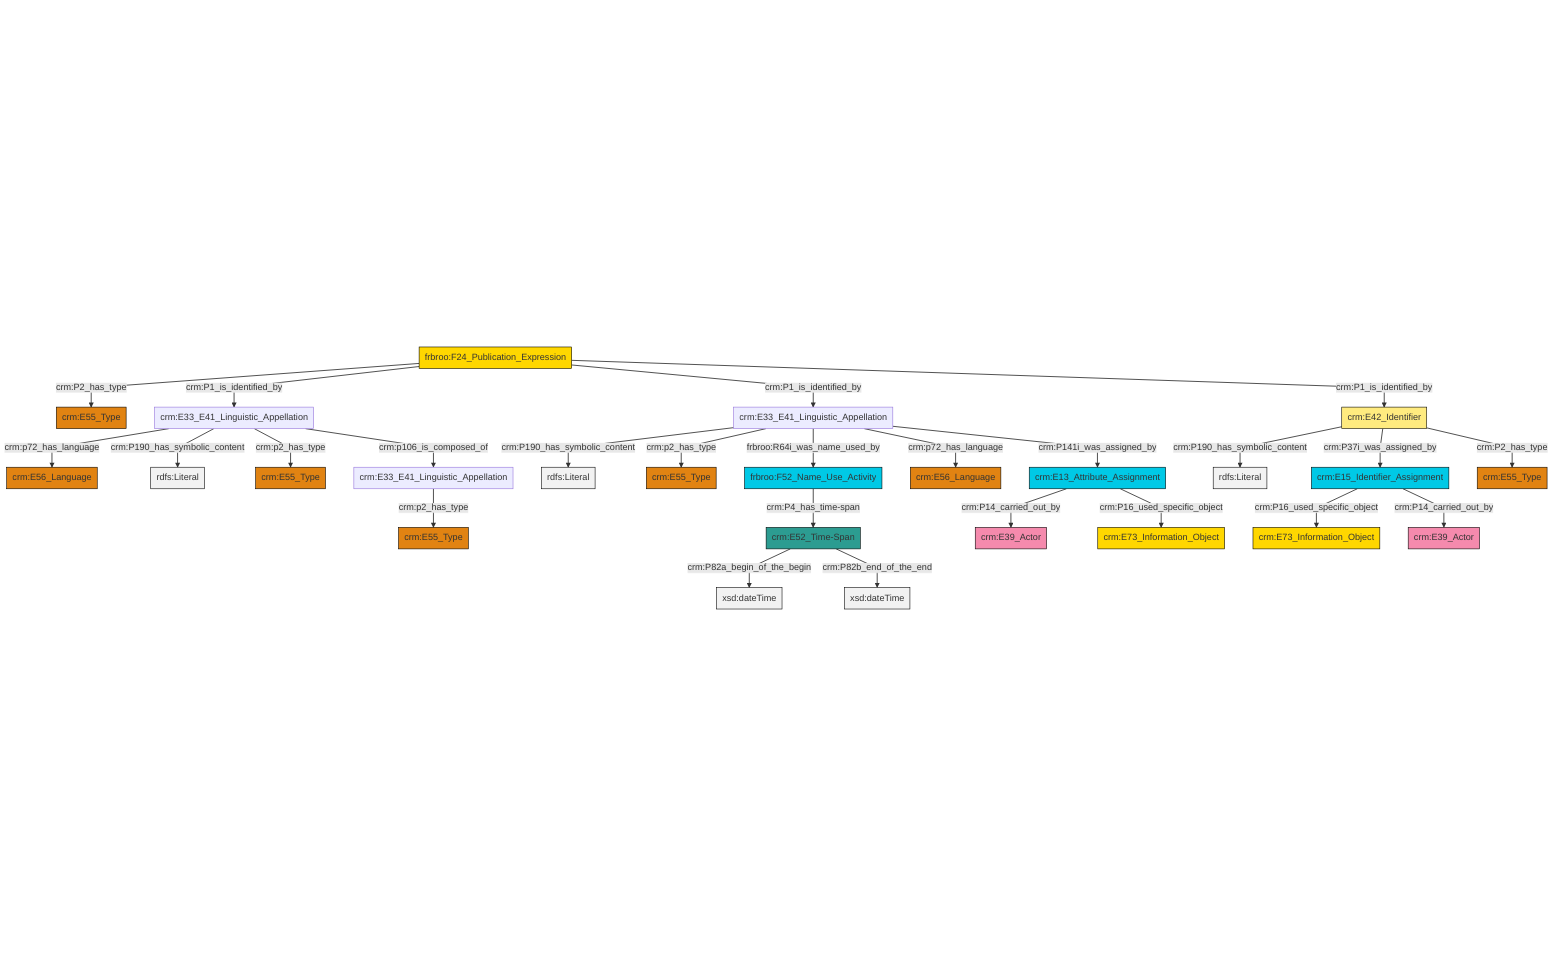 frbroo:F24_Publication_Expression
crm:P2_has_type
crm:P1_is_identified_by
crm:P1_is_identified_by
crm:P1_is_identified_by
crm:E55_Type
crm:E33_E41_Linguistic_Appellation
crm:E33_E41_Linguistic_Appellation
crm:E42_Identifier
crm:p72_has_language
crm:P190_has_symbolic_content
crm:p2_has_type
crm:p106_is_composed_of
crm:P190_has_symbolic_content
crm:p2_has_type
frbroo:R64i_was_name_used_by
crm:p72_has_language
crm:P141i_was_assigned_by
crm:P190_has_symbolic_content
crm:P37i_was_assigned_by
crm:P2_has_type
crm:E56_Language
rdfs:Literal
crm:E55_Type
crm:E33_E41_Linguistic_Appellation
rdfs:Literal
crm:E55_Type
frbroo:F52_Name_Use_Activity
crm:E56_Language
crm:E13_Attribute_Assignment
rdfs:Literal
crm:E15_Identifier_Assignment
crm:E55_Type
crm:p2_has_type
crm:P4_has_time-span
crm:P14_carried_out_by
crm:P16_used_specific_object
crm:P16_used_specific_object
crm:P14_carried_out_by
crm:E55_Type
crm:E52_Time-Span
crm:E39_Actor
crm:E73_Information_Object
crm:E73_Information_Object
crm:E39_Actor
crm:P82a_begin_of_the_begin
crm:P82b_end_of_the_end
xsd:dateTime
xsd:dateTime